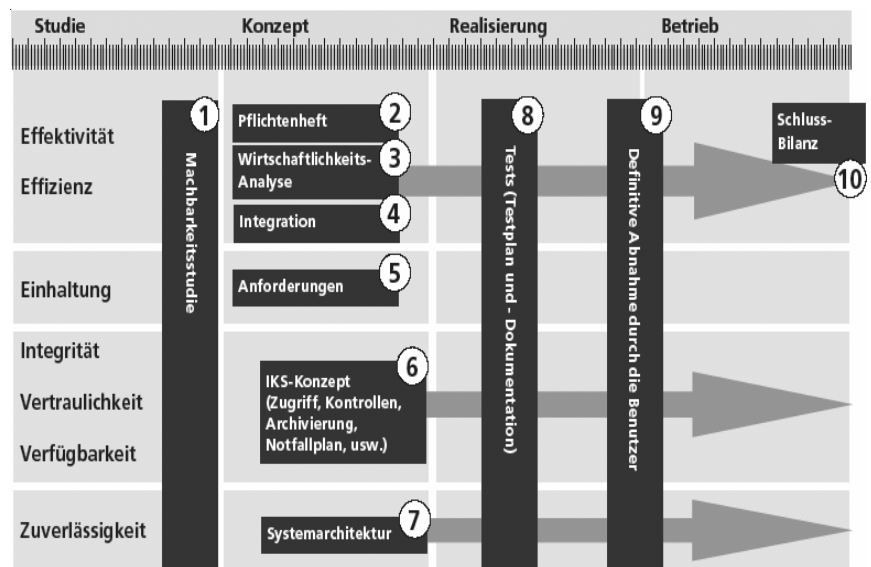 Studie Konzept Realisierung Betrieb
Effektivität
Effizienz
Einhaltung
Integrität
Vertraulichkeit
Verfügbarkeit
Zuverlässigkeit
1
Machbarkeitsstudie
2
Pflichtenheft
3
Wirtschaftlichkeits-
Analyse
4
Integration
5
Anforderungen
6
IKS-Konzept
(Zugriff, Kontrollen,
Archivierung,
Notfallplan, usw.)
7
Systemarchitektur
8
Tests (Testplan und - Dokumentation)
9
Definitive Abnahme durch die Benutzer
Schluss-
Bilanz
10